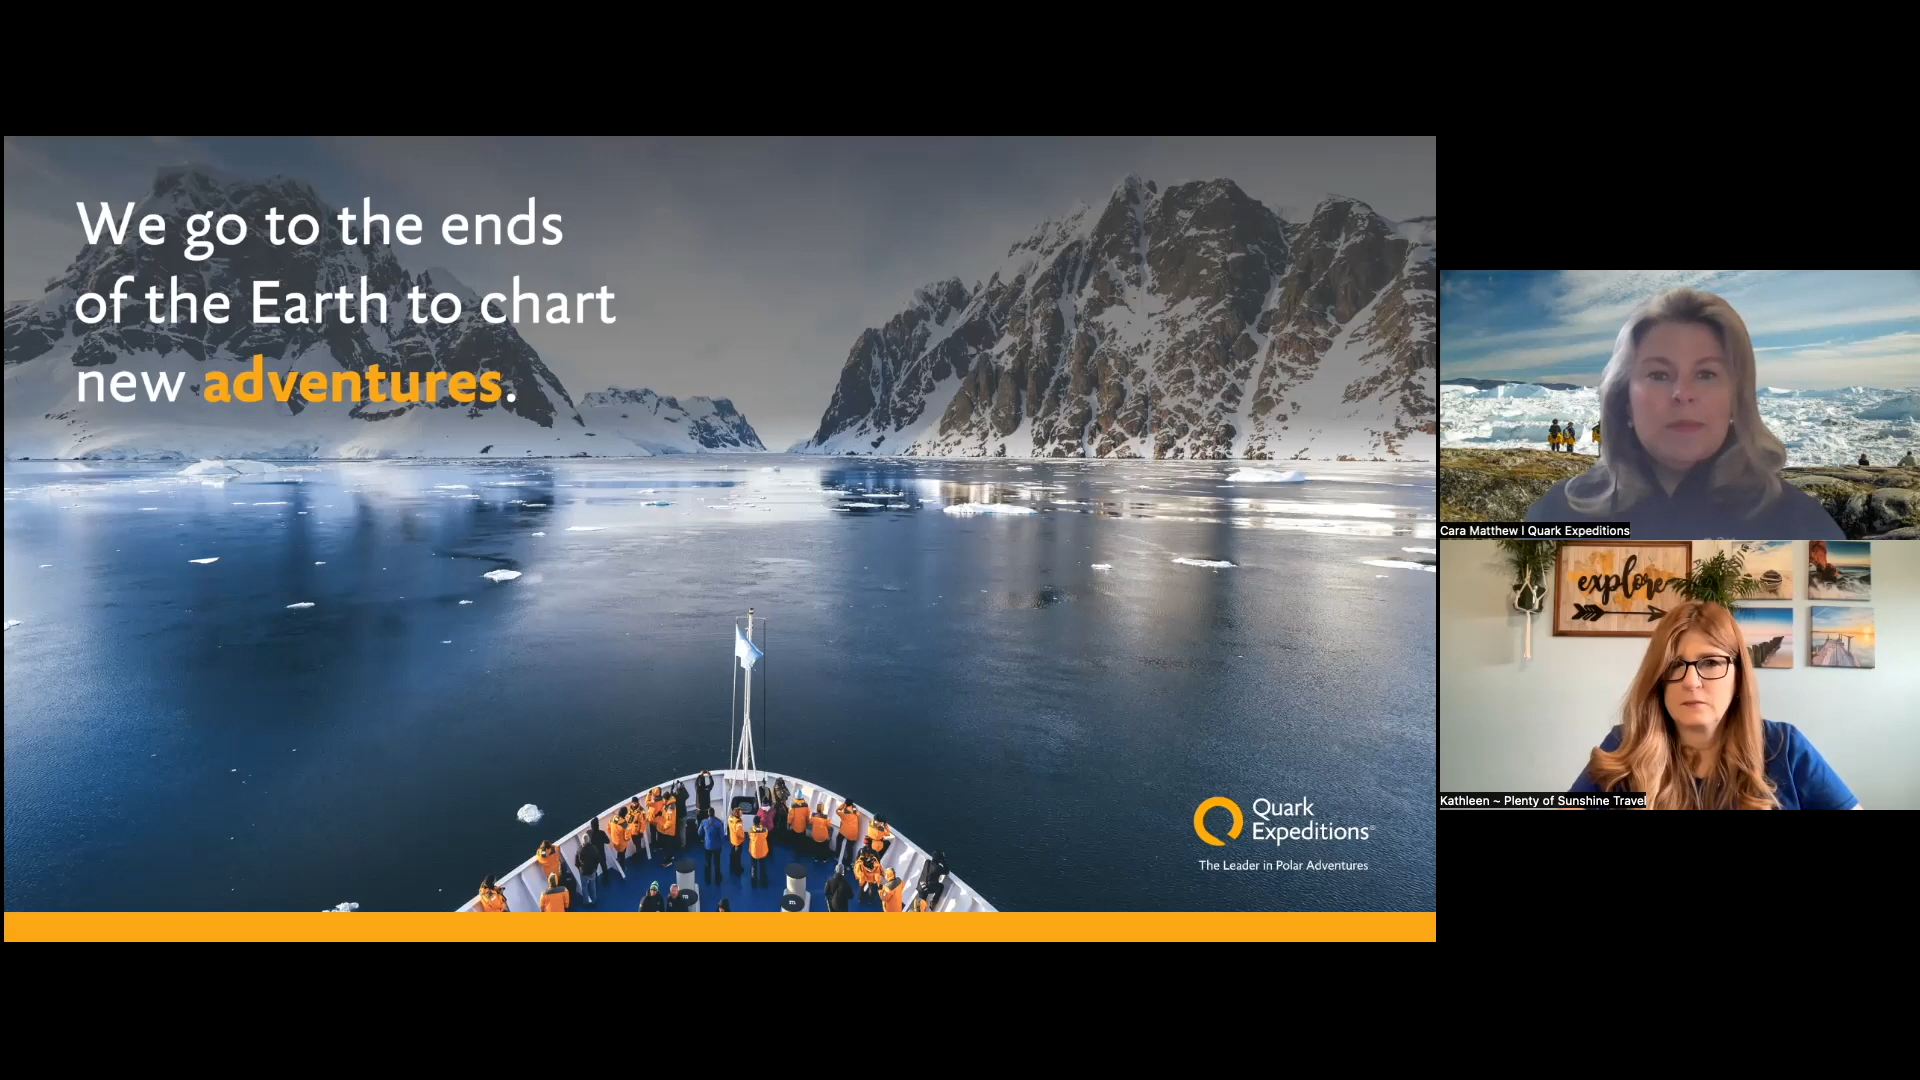 We go to the ends
of the Earth to chart
new adventures.
Quark
Expeditions®
The Leader in Polar Adventures
Cara Matthew | Quark Expeditions
explore
Kathleen ~ Plenty of Sunshine Travel